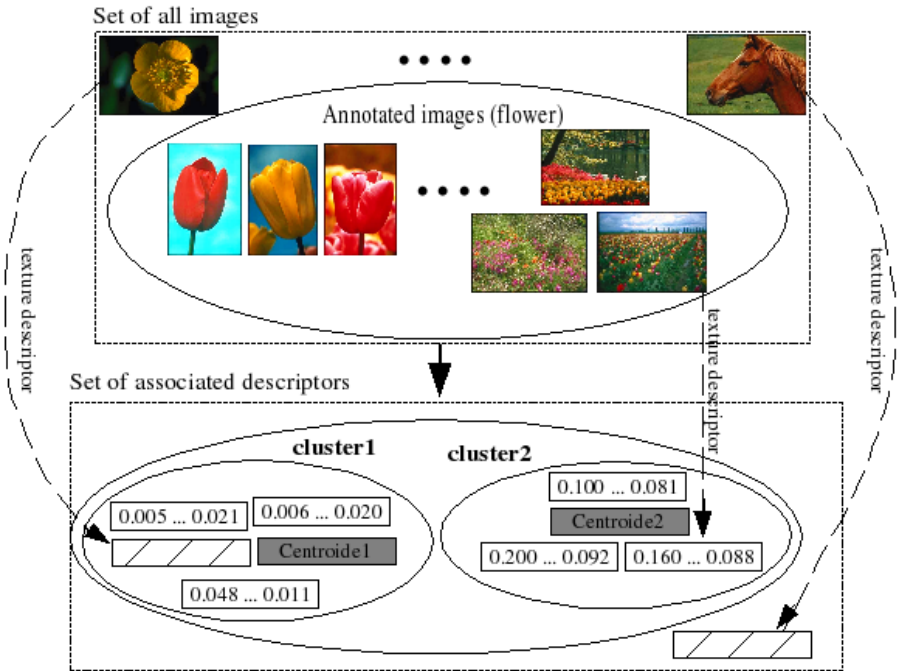 Set of all images
Annotated images (flower)
texture descriptor
texture descriptor
texture descriptor
Set of associated descriptors
cluster1
cluster2
0.005 ... 0.021
0.006 ... 0.020
Centroide1
0.048 ... 0.011
0.100 ... 0.081
Centroide2
0.200 ... 0.092
0.160 ... 0.088